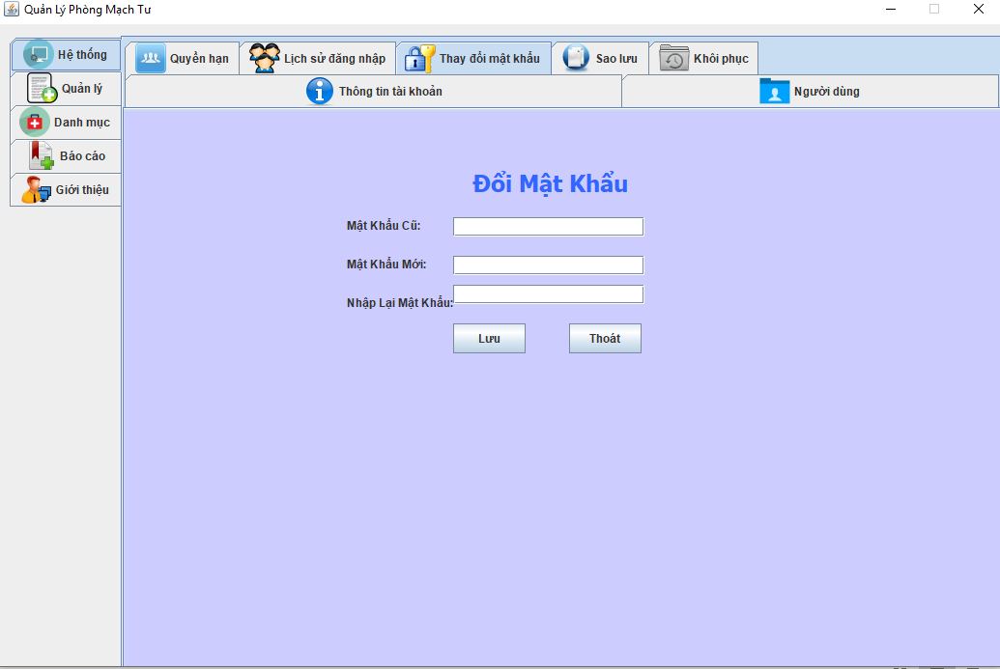 Quản Lý Phòng Mạch Tư
Hệ thống
Quản lý
Danh mục
Báo cáo
Giới thiệu
Quyền hạn
Lịch sử đăng nhập
Thay đổi mật khẩu
Sao lưu
Khôi phục
Thông tin tài khoản
Người dùng
Đổi Mật Khẩu
Mật Khẩu Cũ:
Mật Khẩu Mới:
Nhập Lại Mật Khẩu:
Lưu
Thoát